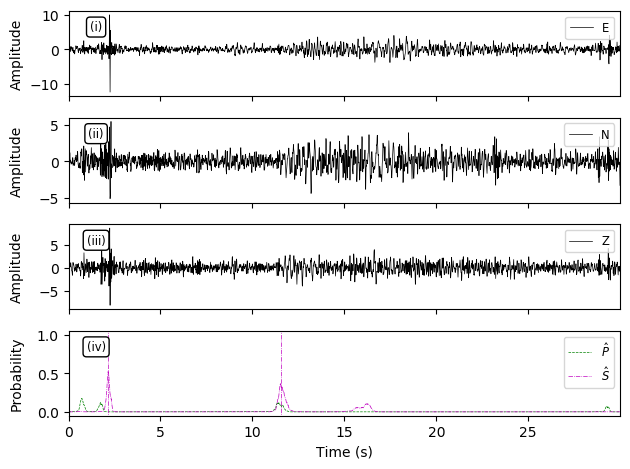 (i)
E
Amplitude
10
0
−10
(ii)
N
Amplitude
5
0
−5
(iii)
Z
Amplitude
5
0
−5
(iv)
P̂
Ŝ
Probability
1.0
0.5
0.0
0 5 10 15 20 25
Time (s)